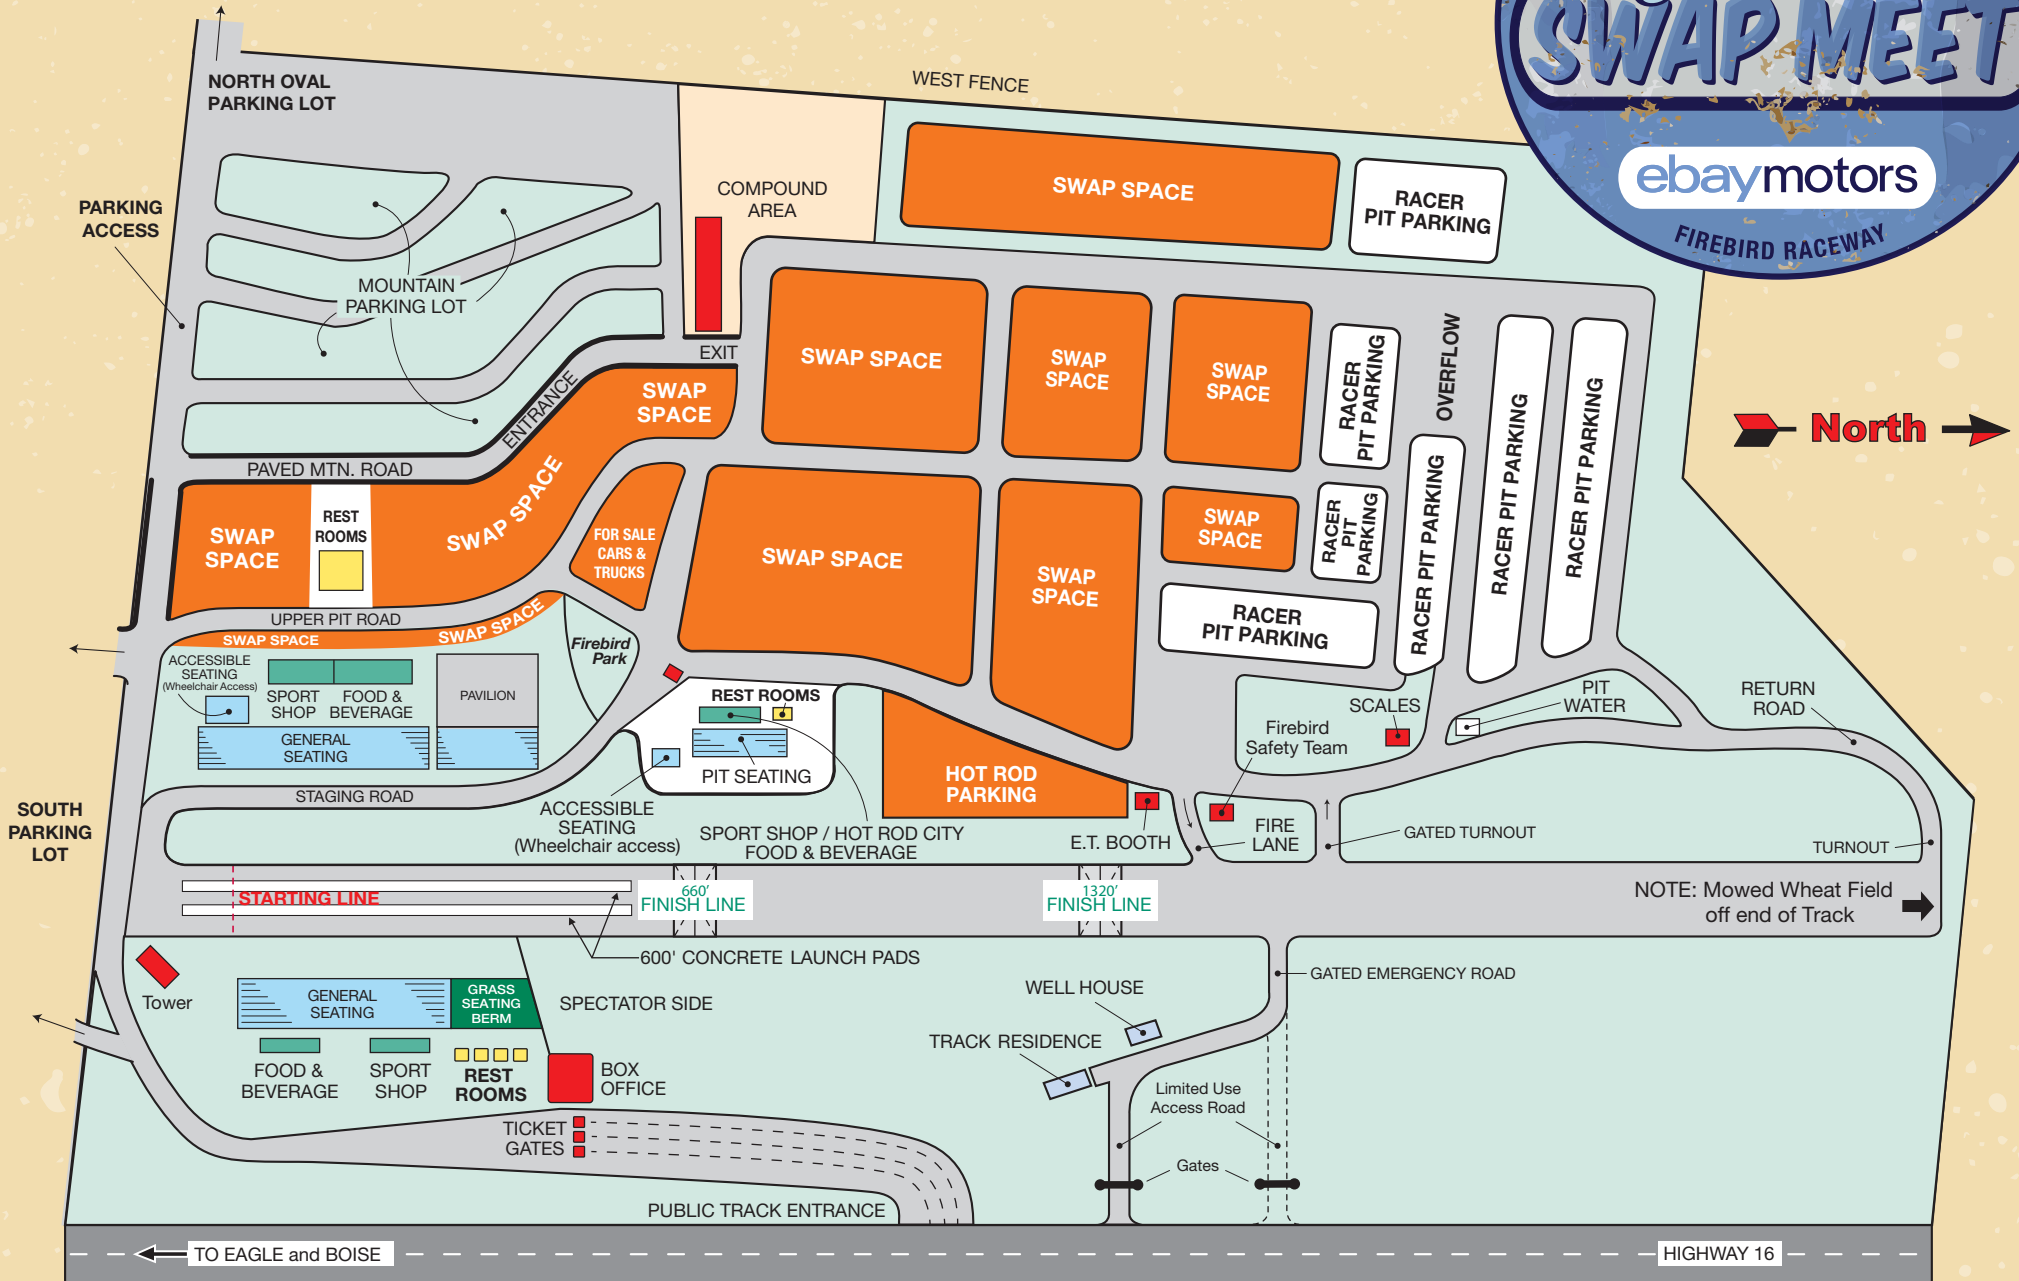 SWAP MEET
ebaymotors
FIREBIRD RACEWAY
NORTH OVAL
PARKING LOT
WEST FENCE
PARKING
ACCESS
COMPOUND
AREA
SWAP SPACE
RACER
PIT PARKING
MOUNTAIN
PARKING LOT
EXIT
ENTRANCE
PAVED MTN. ROAD
SWAP
SPACE
SWAP SPACE
SWAP
SPACE
SWAP
SPACE
RACER
PIT PARKING
OVERFLOW
RACER PIT PARKING
RACER PIT PARKING
RACER PIT PARKING
North
SWAP
SPACE
REST
ROOMS
SWAP SPACE
FOR SALE
CARS &
TRUCKS
SWAP SPACE
SWAP
SPACE
SWAP
SPACE
RACER
PIT
PARKING
RACER
PIT PARKING
UPPER PIT ROAD
SWAP SPACE
SWAP SPACE
Firebird
Park
ACCESSIBLE
SEATING
(Wheelchair Access)
SPORT
SHOP
FOOD &
BEVERAGE
PAVILION
GENERAL
SEATING
REST ROOMS
PIT SEATING
HOT ROD
PARKING
Firebird
Safety Team
SCALES
PIT
WATER
RETURN
ROAD
STAGING ROAD
ACCESSIBLE
SEATING
(Wheelchair access)
SPORT SHOP / HOT ROD CITY
FOOD & BEVERAGE
E.T. BOOTH
FIRE
LANE
GATED TURNOUT
TURNOUT
SOUTH
PARKING
LOT
STARTING LINE
660'
FINISH LINE
1320'
FINISH LINE
NOTE: Mowed Wheat Field
off end of Track
600' CONCRETE LAUNCH PADS
Tower
GENERAL
SEATING
GRASS
SEATING
BERM
SPECTATOR SIDE
WELL HOUSE
GATED EMERGENCY ROAD
TRACK RESIDENCE
FOOD &
BEVERAGE
SPORT
SHOP
REST
ROOMS
BOX
OFFICE
Limited Use
Access Road
TICKET
GATES
Gates
PUBLIC TRACK ENTRANCE
TO EAGLE and BOISE
HIGHWAY 16